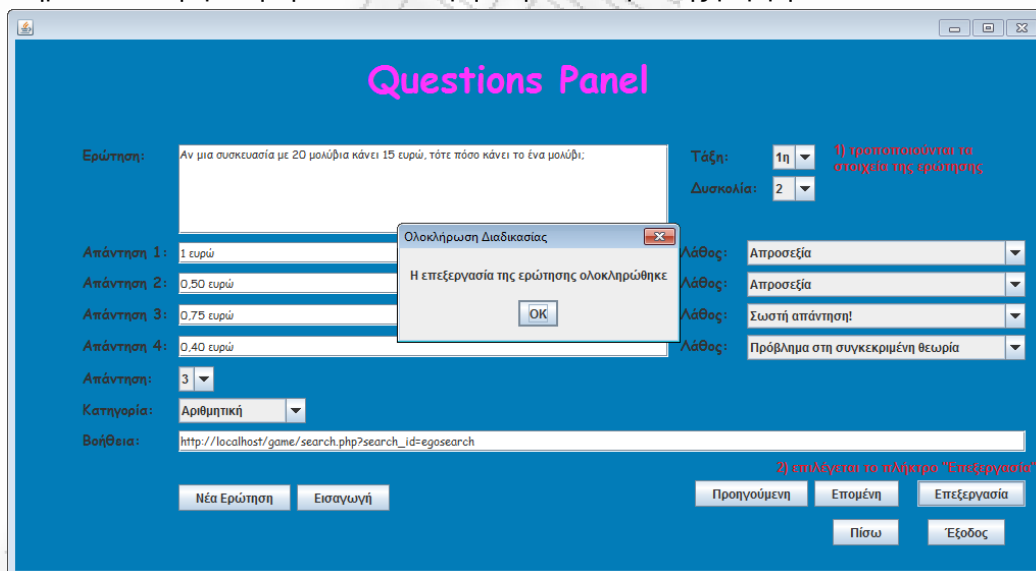 Questions Panel
Ερώτηση: Αν μια συσκευασία με 20 μολύβια κάνει 15 ευρώ, τότε πόσο κάνει το ένα μολύβι; Τάξη: 1η 1) τροποποιούνται τα
στοιχεία της ερώτησης
Δυσκολία: 2
Ολοκλήρωση Διαδικασίας
Η επεξεργασία της ερώτησης ολοκληρώθηκε
OK
Απάντηση 1: 1 ευρώ Λάθος: Απροσεξία
Απάντηση 2: 0,50 ευρώ Λάθος: Απροσεξία
Απάντηση 3: 0,75 ευρώ Λάθος: Σωστή απάντηση!
Απάντηση 4: 0,40 ευρώ Λάθος: Πρόβλημα στη συγκεκριμένη θεωρία
Απάντηση: 3
Κατηγορία: Αριθμητική
Βοήθεια: http://localhost/game/search.php?search_id=egosearch
2) επιλέγεται το πλήκτρο "Επεξεργασία"
Νέα Ερώτηση Εισαγωγή Προηγούμενη Επομένη Επεξεργασία
Πίσω Έξοδος